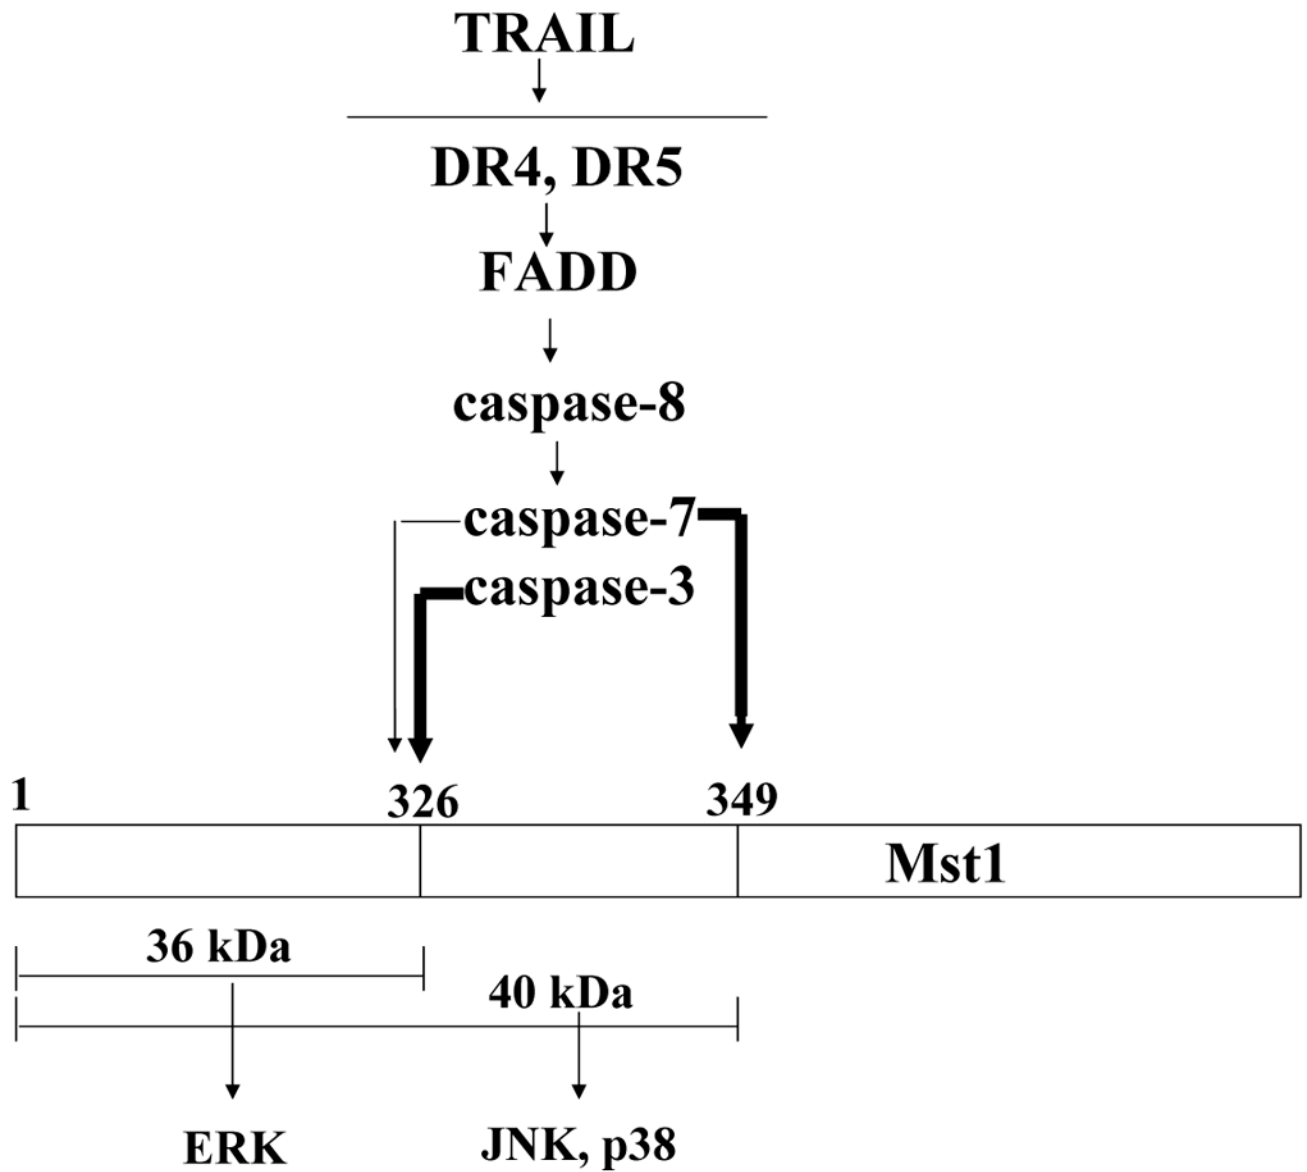 TRAIL
DR4, DR5
FADD
caspase-8
caspase-7
caspase-3
1
326
349
Mst1
36 kDa
40 kDa
ERK
JNK, p38